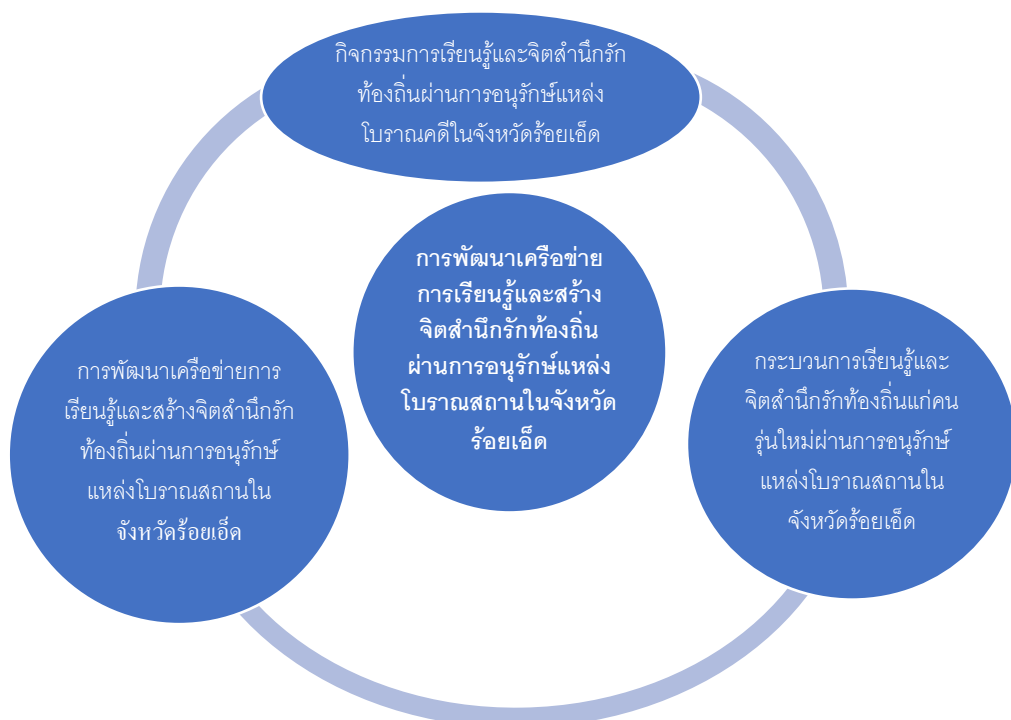 กิจกรรมการเรียนรู้และจิตสำนึกรัก
ท้องถิ่นผ่านการอนุรักษ์แหล่ง
โบราณคดีในจังหวัดร้อยเอ็ด
การพัฒนาเครือข่าย
การเรียนรู้และสร้าง
จิตสำนึกรักท้องถิ่น
ผ่านการอนุรักษ์แหล่ง
โบราณสถานในจังหวัด
ร้อยเอ็ด
การพัฒนาเครือข่ายการ
เรียนรู้และสร้างจิตสำนึกรัก
ท้องถิ่นผ่านการอนุรักษ์
แหล่งโบราณสถานใน
จังหวัดร้อยเอ็ด
กระบวนการเรียนรู้และ
จิตสำนึกรักท้องถิ่นแก่คน
รุ่นใหม่ผ่านการอนุรักษ์
แหล่งโบราณสถานใน
จังหวัดร้อยเอ็ด